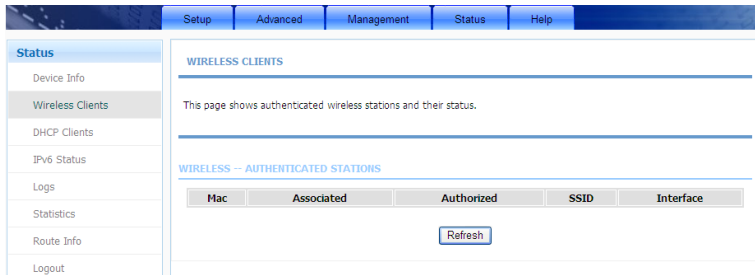 Setup Advanced Management Status Help
Status
Device Info
Wireless Clients
DHCP Clients
IPv6 Status
Logs
Statistics
Route Info
Logout
WIRELESS CLIENTS
This page shows authenticated wireless stations and their status.
WIRELESS -- AUTHENTICATED STATIONS
Mac Associated Authorized SSID Interface
Refresh